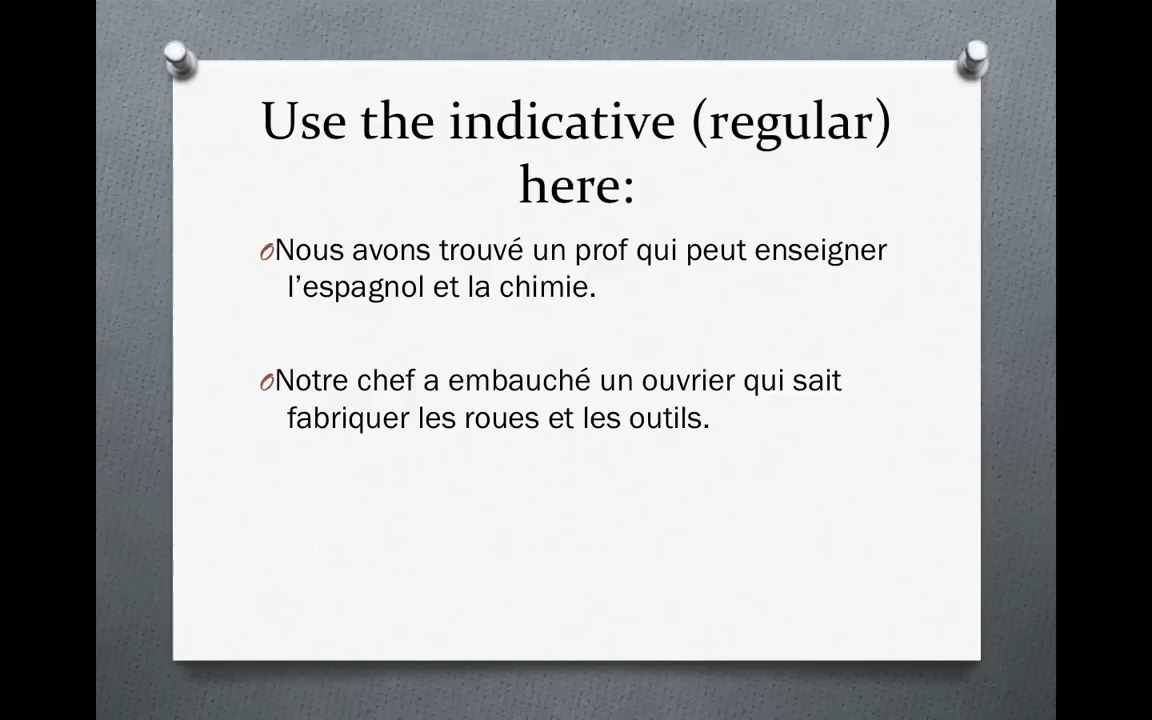 Use the indicative (regular)
here:
Nous avons trouvé un prof qui peut enseigner
l’espagnol et la chimie.
Notre chef a embauché un ouvrier qui sait
fabriquer les roues et les outils.